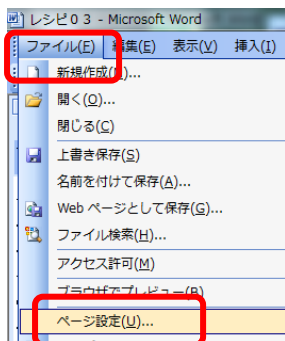 レシピ03 - Microsoft Word
ファイル(F) 編集(E) 表示(V) 挿入(I)
新規作成(N)...
開く(O)...
閉じる(C)
上書き保存(S)
名前を付けて保存(A)...
Web ページとして保存(G)...
ファイル検索(H)...
アクセス許可(M)
ブラウザでプレビュー(B)
ページ設定(U)...